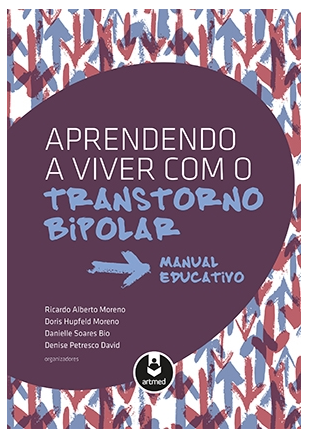 APRENDENDO
A VIVER COM O
TRANSTORNO
BIPOLAR
MANUAL
EDUCATIVO
Ricardo Alberto Moreno
Doris Hupfeld Moreno
Danielle Soares Bio
Denise Petresco David
organizadores
artmed